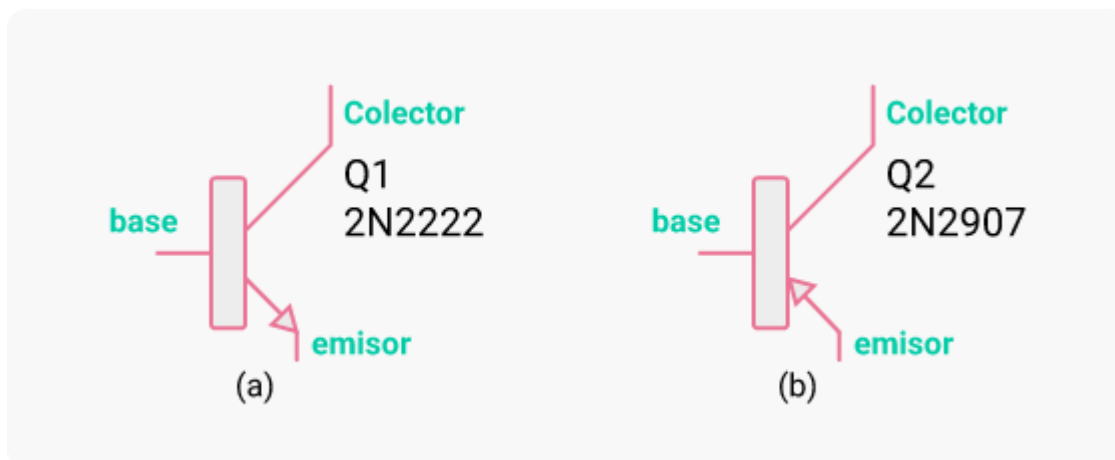 Colector
Q1
2N2222
base
emisor
(a)
Colector
Q2
2N2907
base
emisor
(b)